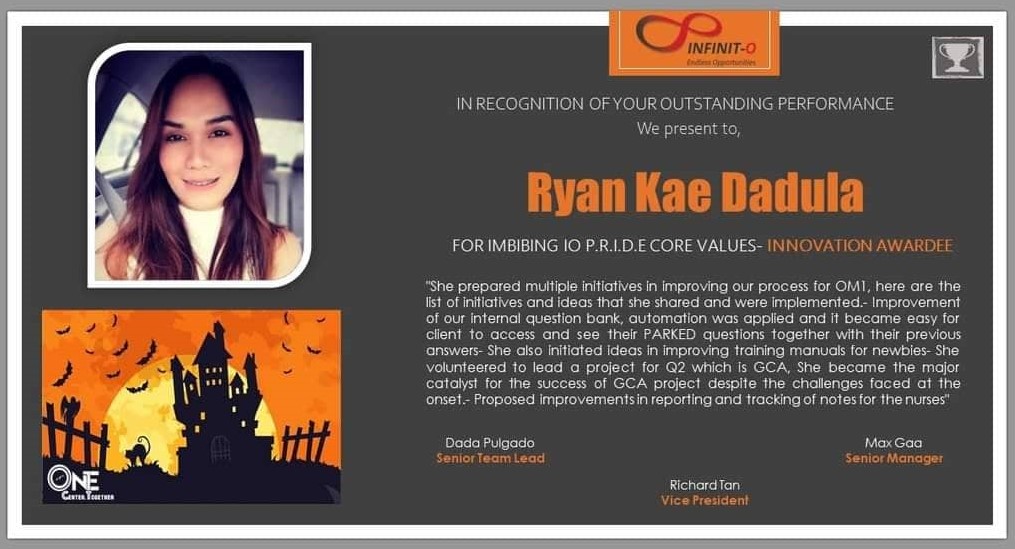 INFINIT-O
Endless Opportunities
IN RECOGNITION OF YOUR OUTSTANDING PERFORMANCE
We present to,
Ryan Kae Dadula
FOR IMBIBING IO P.R.I.D.E CORE VALUES- INNOVATION AWARDEE
"She prepared multiple initiatives in improving our process for OM1, here are the
list of initiatives and ideas that she shared and were implemented.- Improvement
of our internal question bank, automation was applied and it became easy for
client to access and see their PARKED questions together with their previous
answers- She also initiated ideas in improving training manuals for newbies- She
volunteered to lead a project for Q2 which is GCA, She became the major
catalyst for the success of GCA project despite the challenges faced at the
onset.- Proposed improvements in reporting and tracking of notes for the nurses"
Dada Pulgado
Senior Team Lead
Max Gaa
Senior Manager
Richard Tan
Vice President
ONE
CENTER, TOGETHER